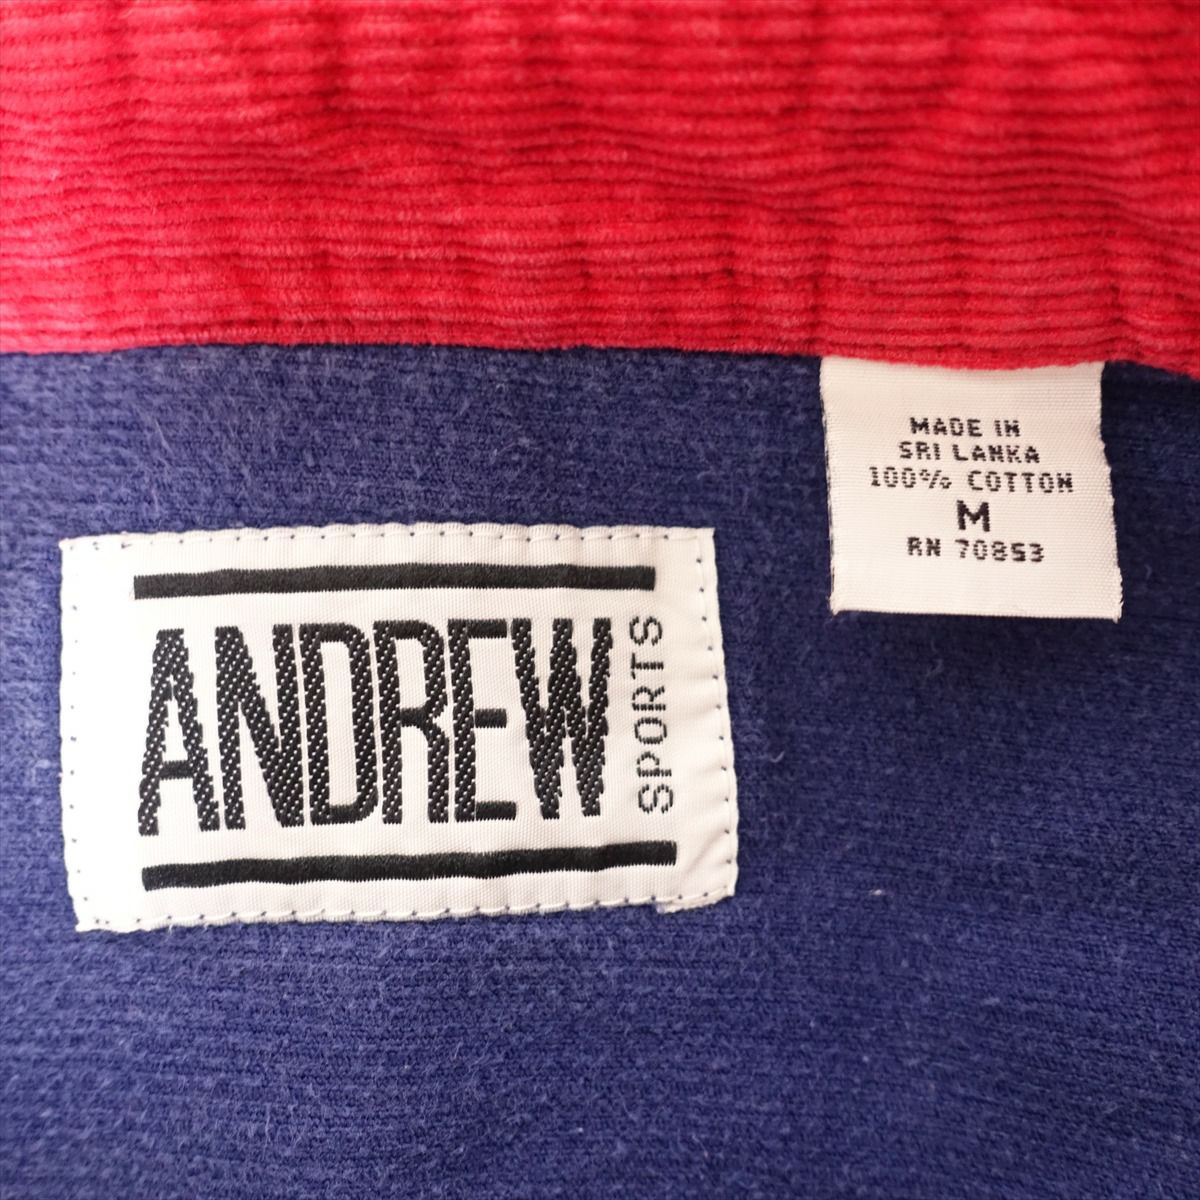 MADE IN
SRI LANKA
100% COTTON
M
RN 70853
ANDREW
SPORTS